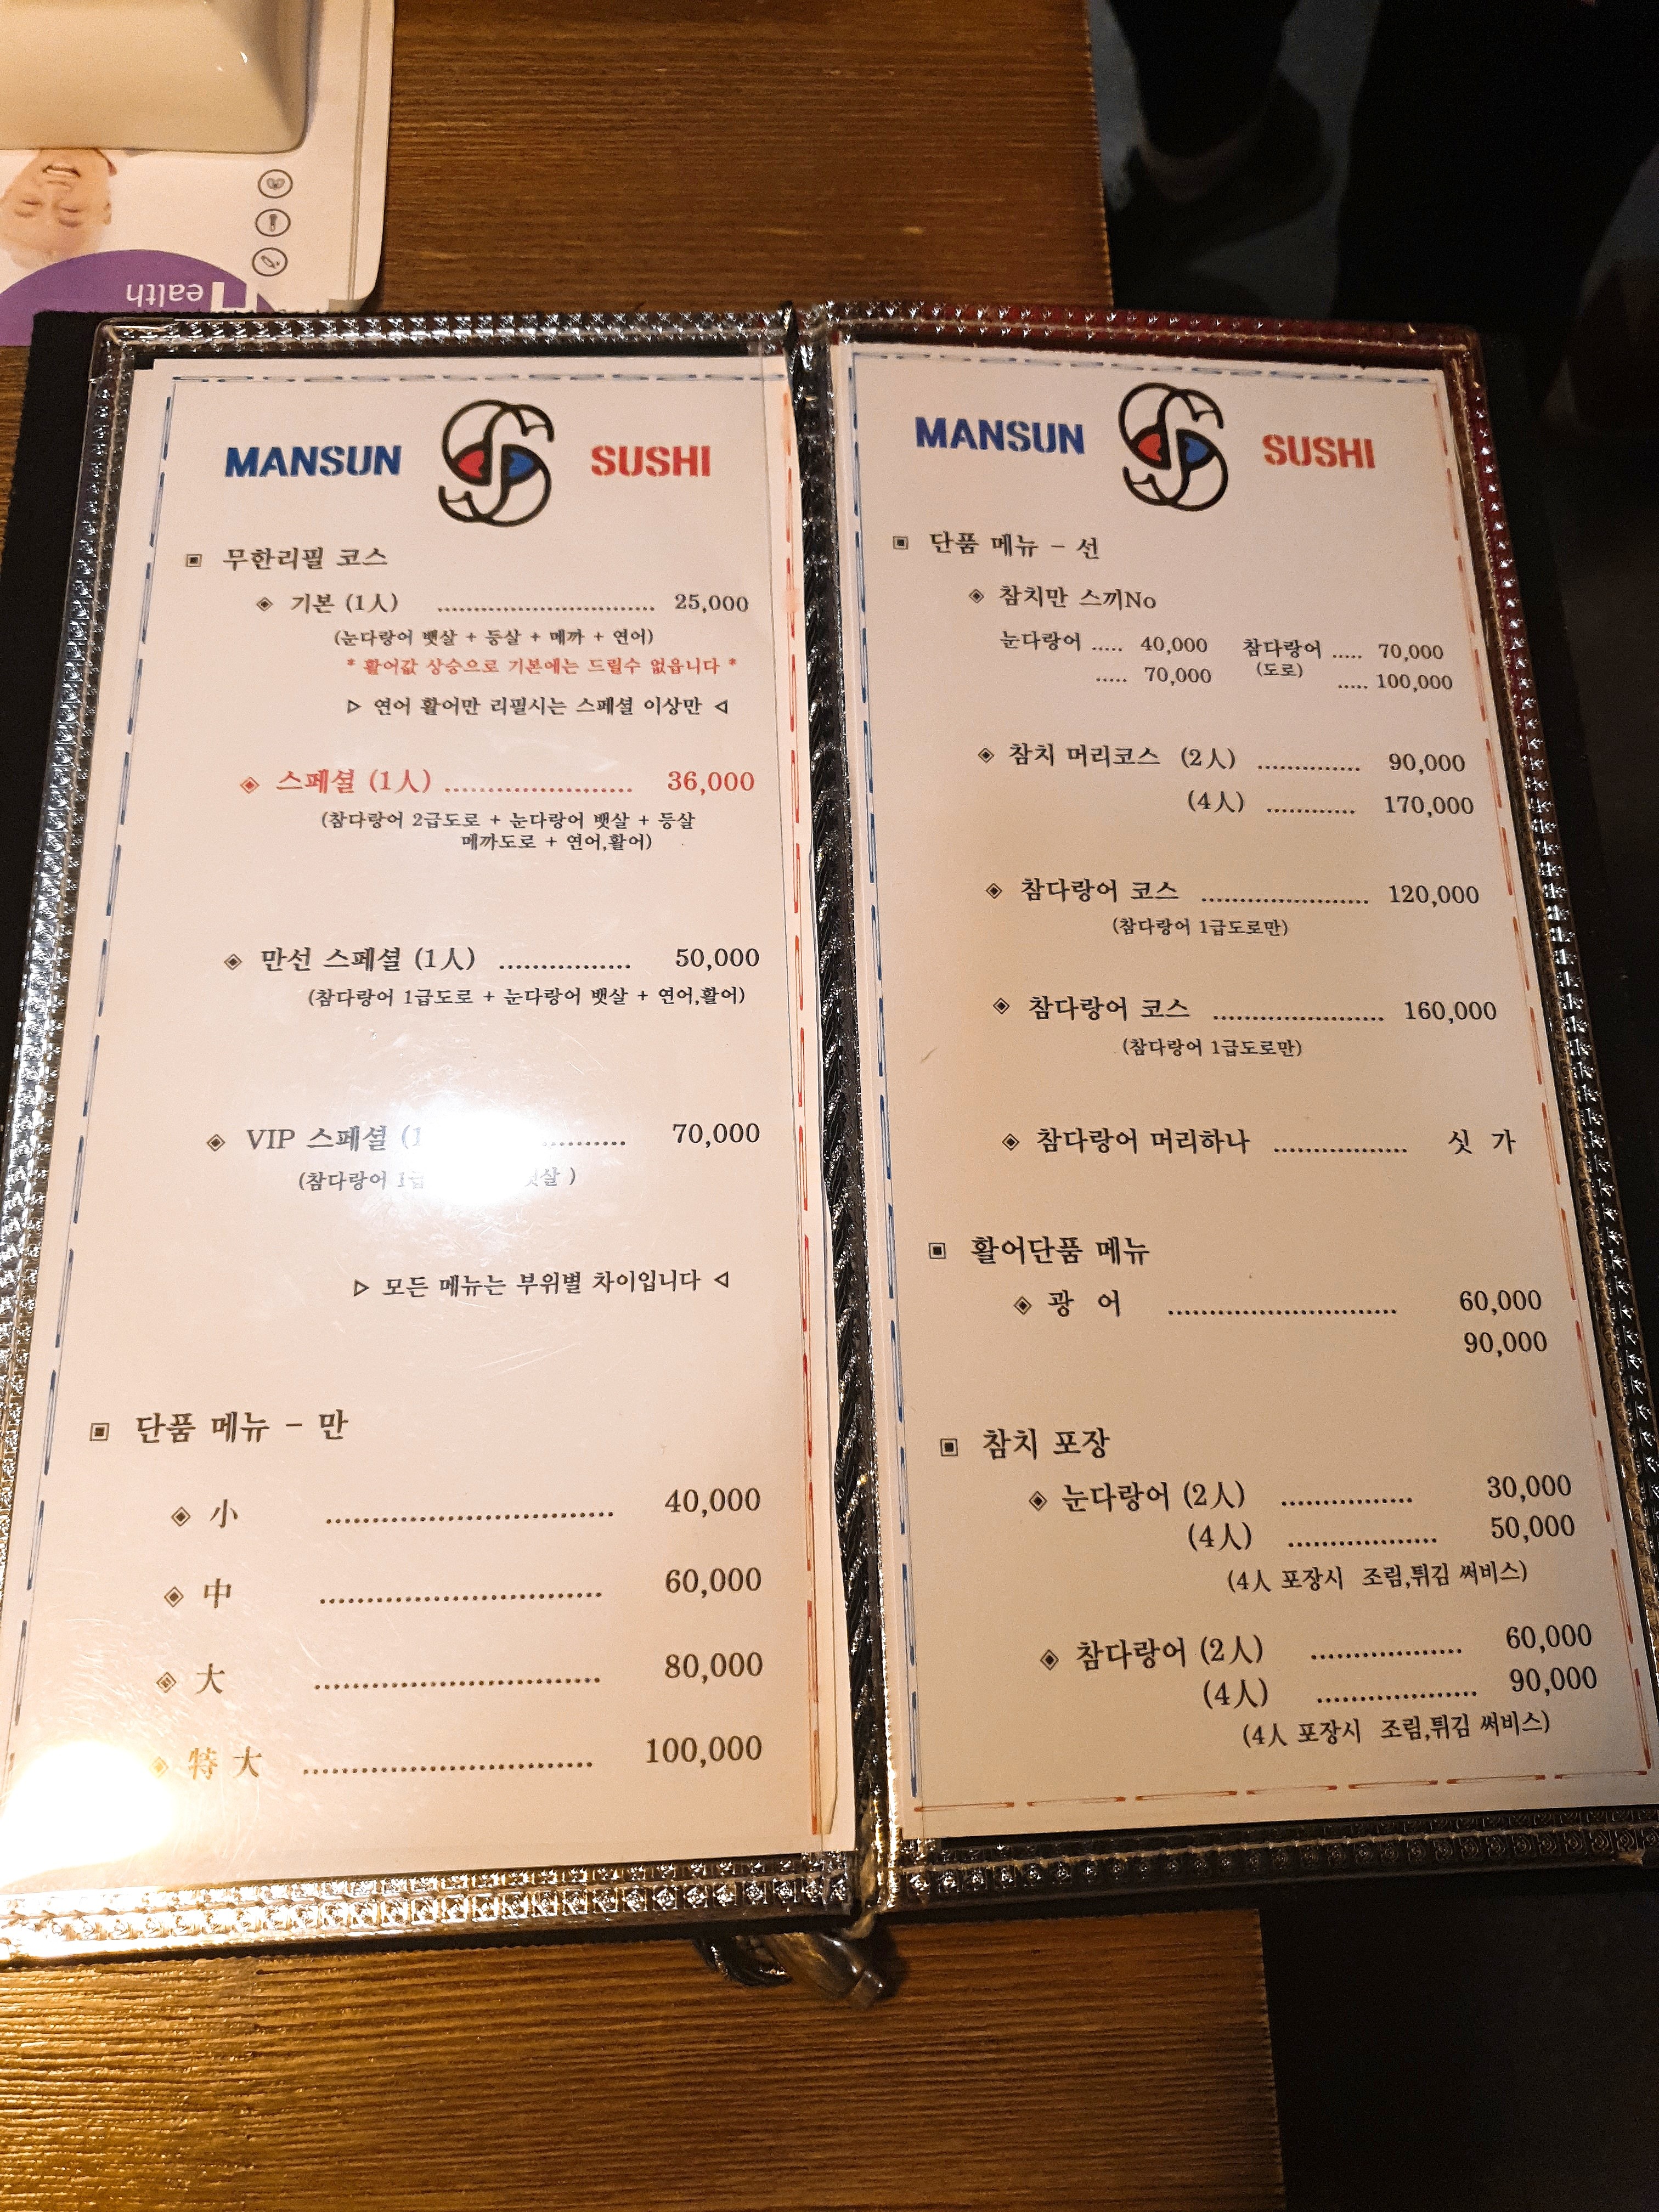 Health
MANSUN SUSHI
▣ 무한리필 코스
◈ 기본 (1人) .............................. 25,000
(눈다랑어 뱃살 + 등살 + 메까 + 연어)
* 활어값 상승으로 기본에는 드릴수 없읍니다 *
▷ 연어 활어만 리필시는 스페셜 이상만 ◁
◈ 스페셜 (1人) .......................... 36,000
(참다랑어 2급도로 + 눈다랑어 뱃살 + 등살
메까도로 + 연어,활어)
◈ 만선 스페셜 (1人) ................ 50,000
(참다랑어 1급도로 + 눈다랑어 뱃살 + 연어,활어)
◈ VIP 스페셜 (1 .......... 70,000
(참다랑어 1급 )
▷ 모든 메뉴는 부위별 차이입니다 ◁
▣ 단품 메뉴 - 만
◈ 小 .................................. 40,000
◈ 中 .................................. 60,000
◈ 大 .................................. 80,000
◈ 特 大 .................................. 100,000
MANSUN SUSHI
▣ 단품 메뉴 - 선
◈ 참치만 스끼No
눈다랑어 ..... 40,000 참다랑어 ..... 70,000
..... 70,000 (도로) ..... 100,000
◈ 참치 머리코스 (2人) .............. 90,000
(4人) ............ 170,000
◈ 참다랑어 코스 ....................... 120,000
(참다랑어 1급도로만)
◈ 참다랑어 코스 ....................... 160,000
(참다랑어 1급도로만)
◈ 참다랑어 머리하나 ................. 싯 가
▣ 활어단품 메뉴
◈ 광 어 ............................ 60,000
90,000
▣ 참치 포장
◈ 눈다랑어 (2人) ................ 30,000
(4人) .................. 50,000
(4人 포장시 조림,튀김 써비스)
◈ 참다랑어 (2人) .................. 60,000
(4人) ................... 90,000
(4人 포장시 조림,튀김 써비스)